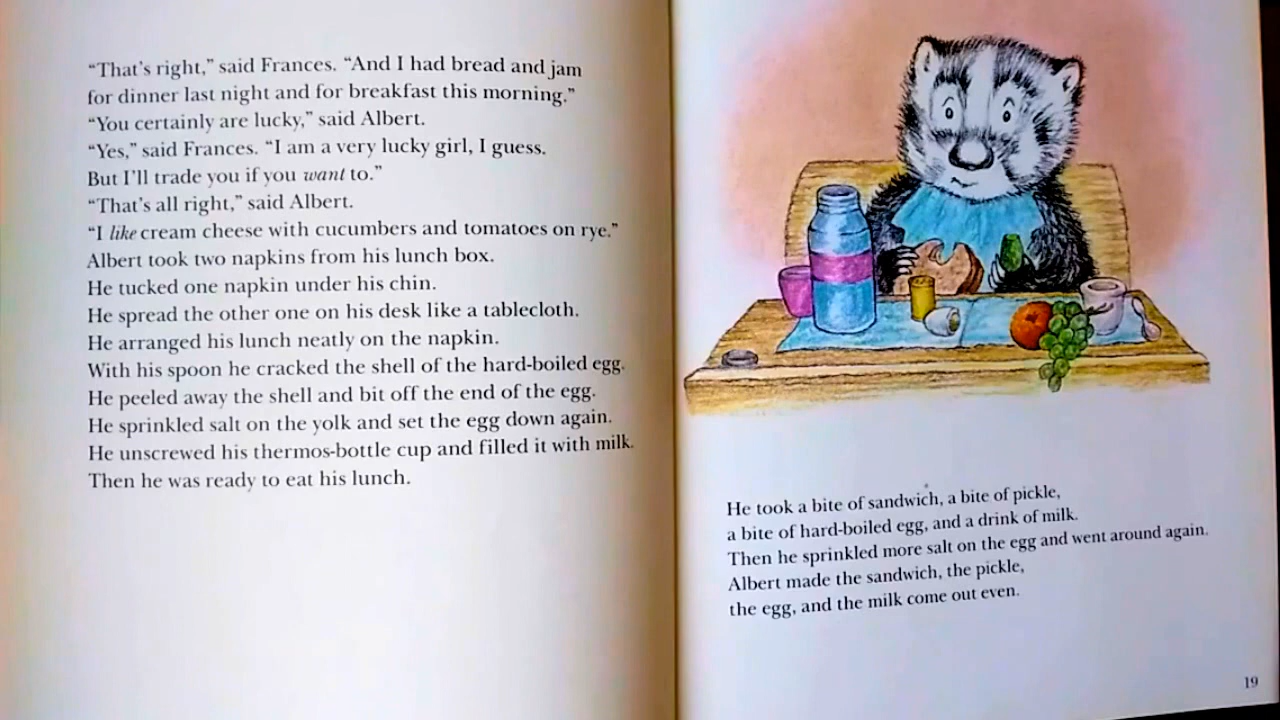 “That’s right,” said Frances. “And I had bread and jam
for dinner last night and for breakfast this morning.”
“You certainly are lucky,” said Albert.
“Yes,” said Frances. “I am a very lucky girl, I guess.
But I’ll trade you if you want to.”
“That’s all right,” said Albert.
“I like cream cheese with cucumbers and tomatoes on rye.”
Albert took two napkins from his lunch box.
He tucked one napkin under his chin.
He spread the other one on his desk like a tablecloth.
He arranged his lunch neatly on the napkin.
With his spoon he cracked the shell of the hard-boiled egg.
He peeled away the shell and bit off the end of the egg.
He sprinkled salt on the yolk and set the egg down again.
He unscrewed his thermos-bottle cup and filled it with milk.
Then he was ready to eat his lunch.
He took a bite of sandwich, a bite of pickle,
a bite of hard-boiled egg, and a drink of milk.
Then he sprinkled more salt on the egg and went around again.
Albert made the sandwich, the pickle,
the egg, and the milk come out even.
19